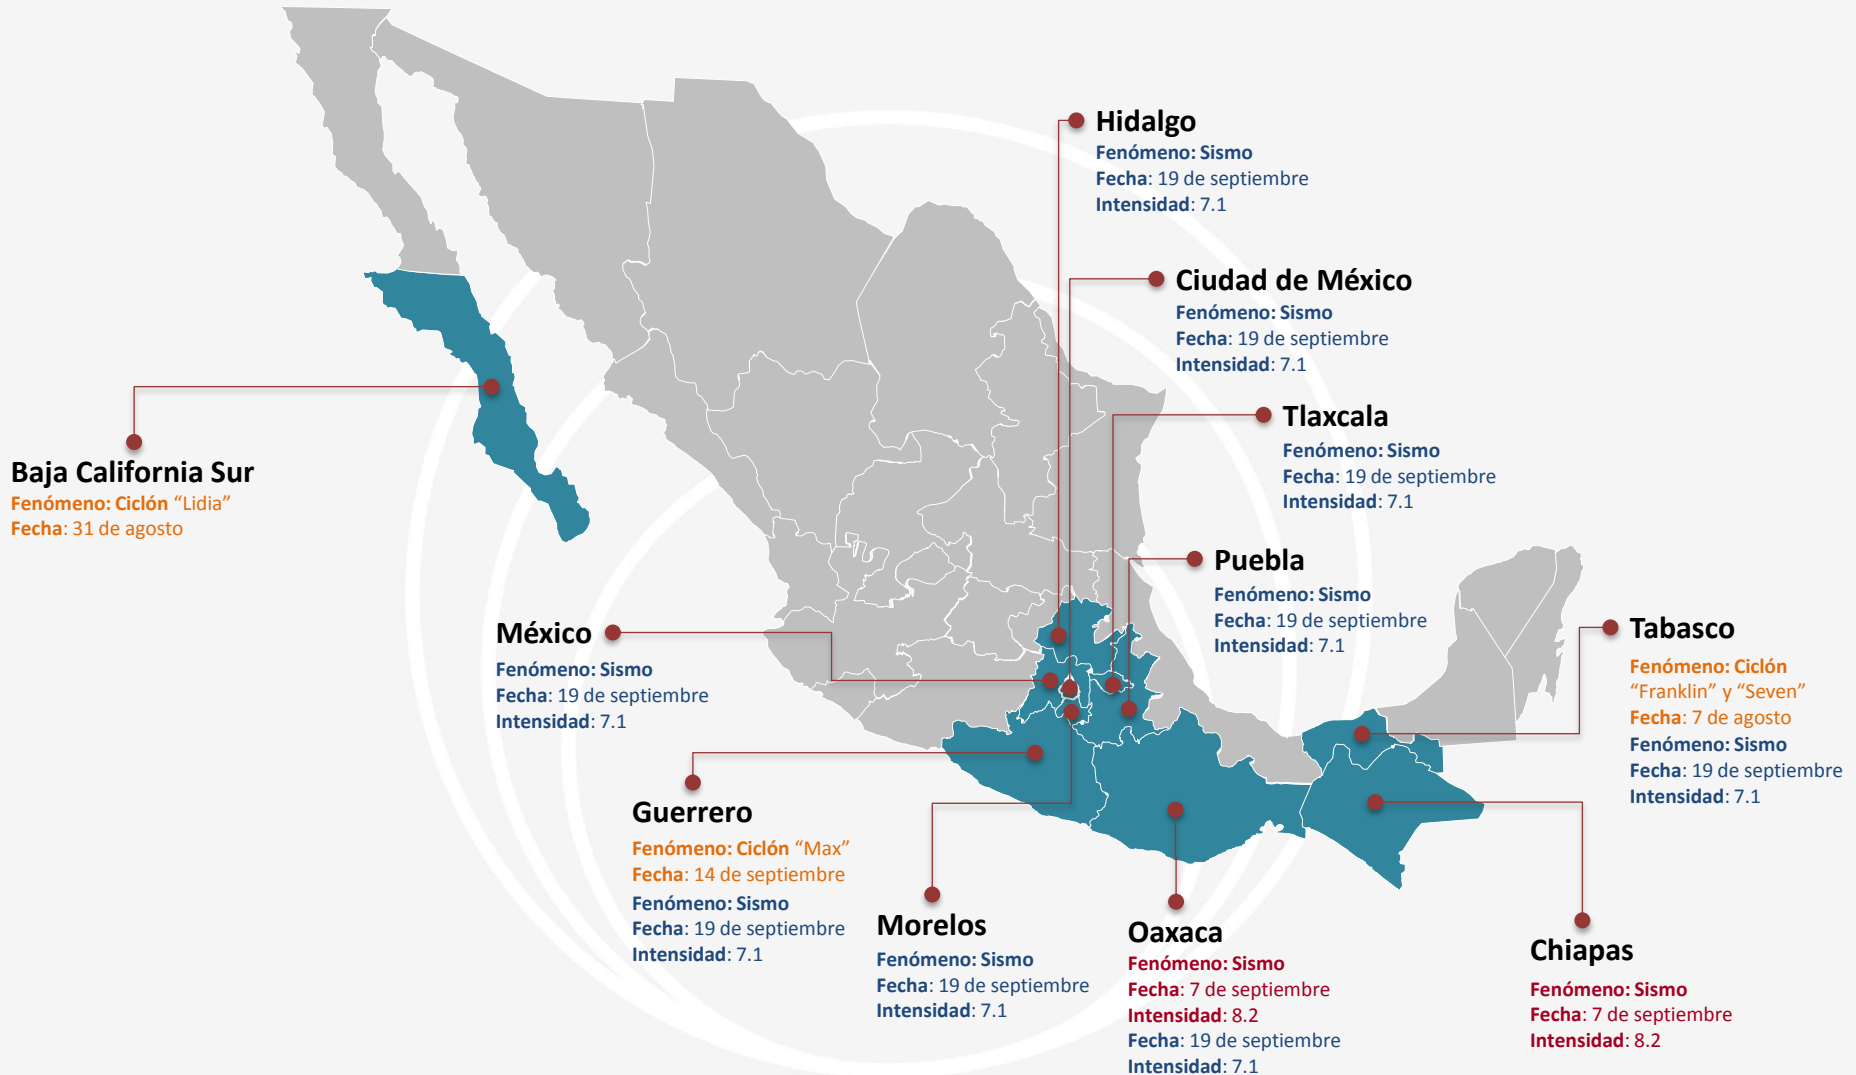 Hidalgo
Fenómeno: Sismo
Fecha: 19 de septiembre
Intensidad: 7.1
Ciudad de México
Fenómeno: Sismo
Fecha: 19 de septiembre
Intensidad: 7.1
Tlaxcala
Fenómeno: Sismo
Fecha: 19 de septiembre
Intensidad: 7.1
Baja California Sur
Fenómeno: Ciclón “Lidia”
Fecha: 31 de agosto
Puebla
Fenómeno: Sismo
Fecha: 19 de septiembre
Intensidad: 7.1
México
Fenómeno: Sismo
Fecha: 19 de septiembre
Intensidad: 7.1
Tabasco
Fenómeno: Ciclón
“Franklin” y “Seven”
Fecha: 7 de agosto
Fenómeno: Sismo
Fecha: 19 de septiembre
Intensidad: 7.1
Guerrero
Fenómeno: Ciclón “Max”
Fecha: 14 de septiembre
Fenómeno: Sismo
Fecha: 19 de septiembre
Intensidad: 7.1
Morelos
Fenómeno: Sismo
Fecha: 19 de septiembre
Intensidad: 7.1
Oaxaca
Fenómeno: Sismo
Fecha: 7 de septiembre
Intensidad: 8.2
Fecha: 19 de septiembre
Intensidad: 7.1
Chiapas
Fenómeno: Sismo
Fecha: 7 de septiembre
Intensidad: 8.2